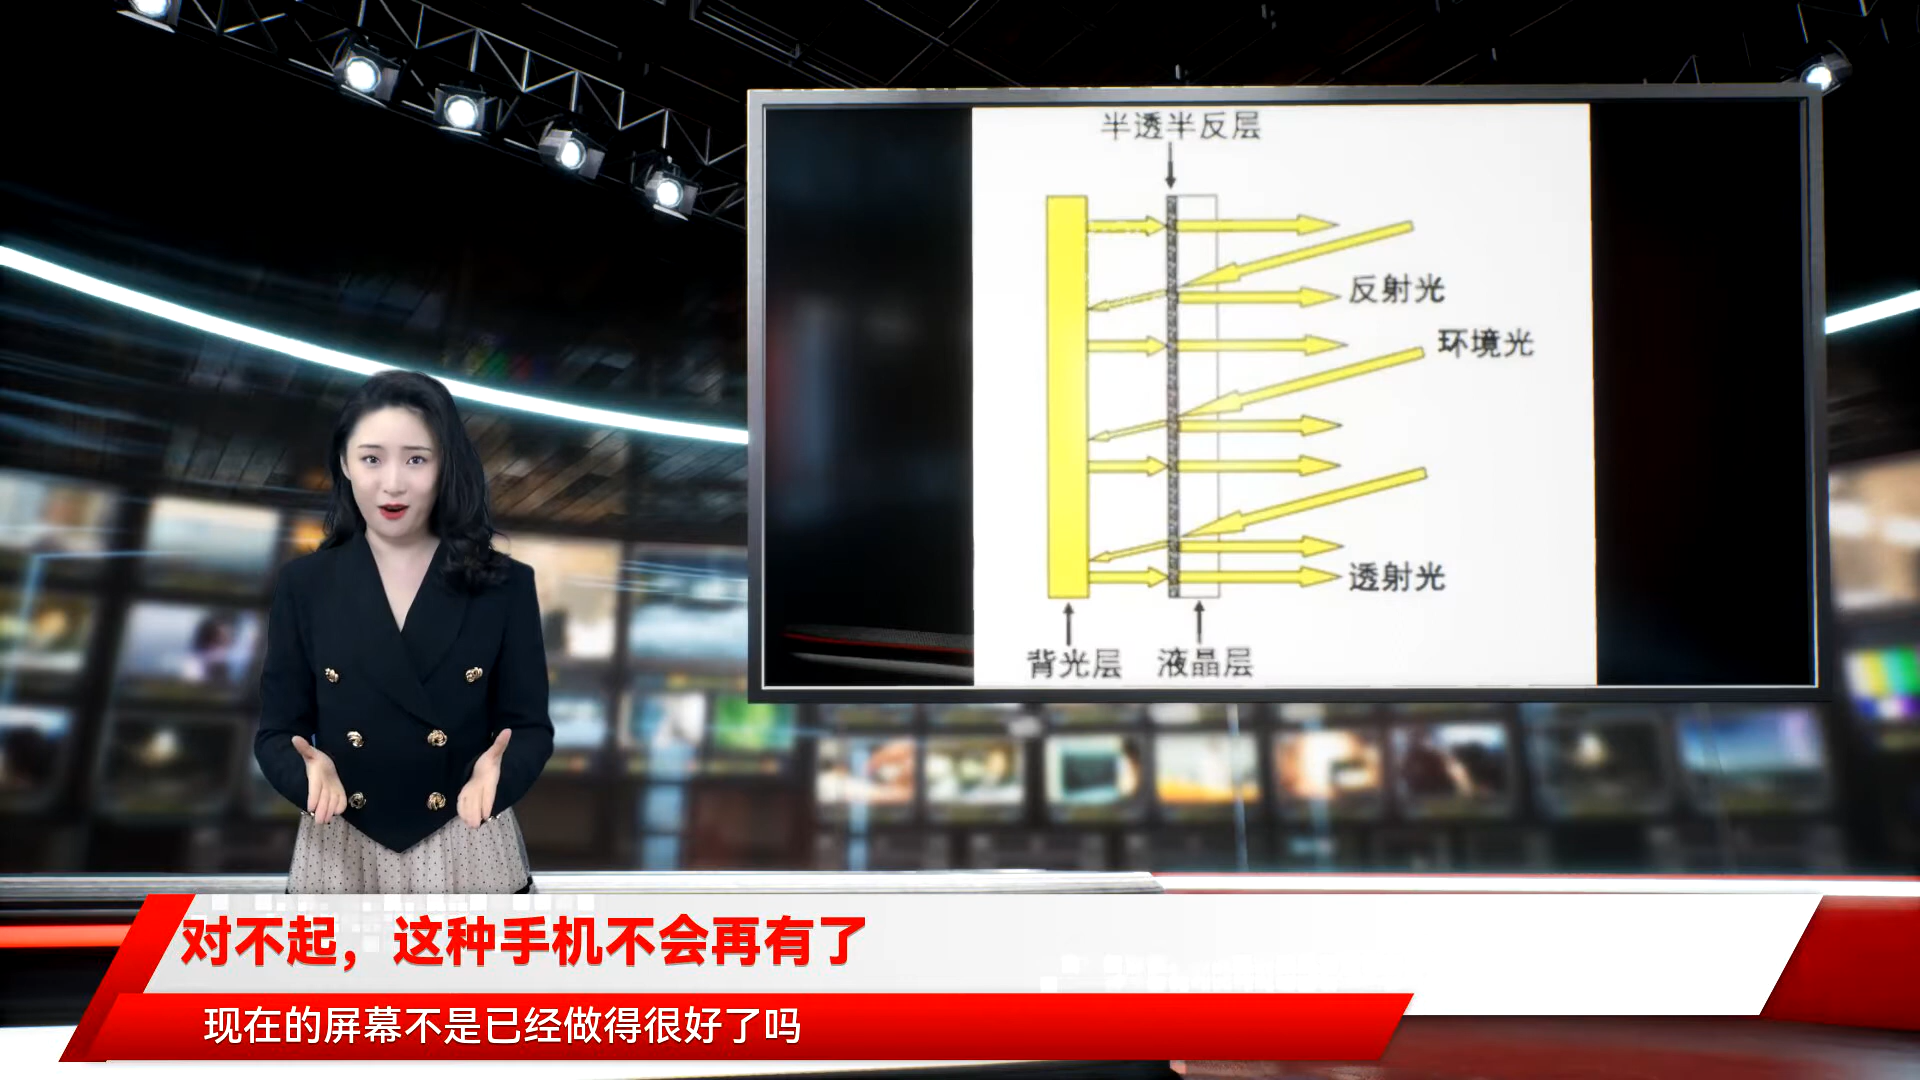 半透半反层
反射光
环境光
透射光
背光层 液晶层
对不起，这种手机不会再有了
现在的屏幕不是已经做得很好了吗